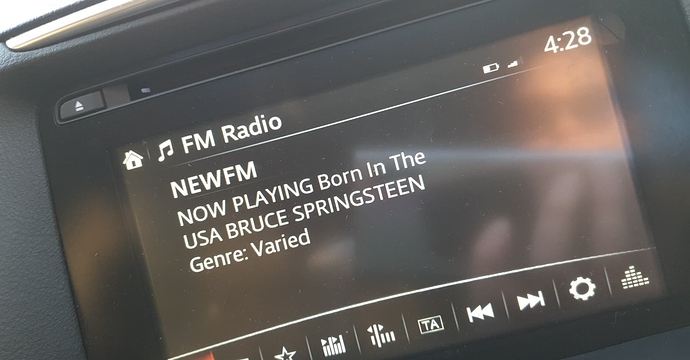 4:28
FM Radio
NEWFM
NOW PLAYING Born In The
USA BRUCE SPRINGSTEEN
Genre: Varied
TA